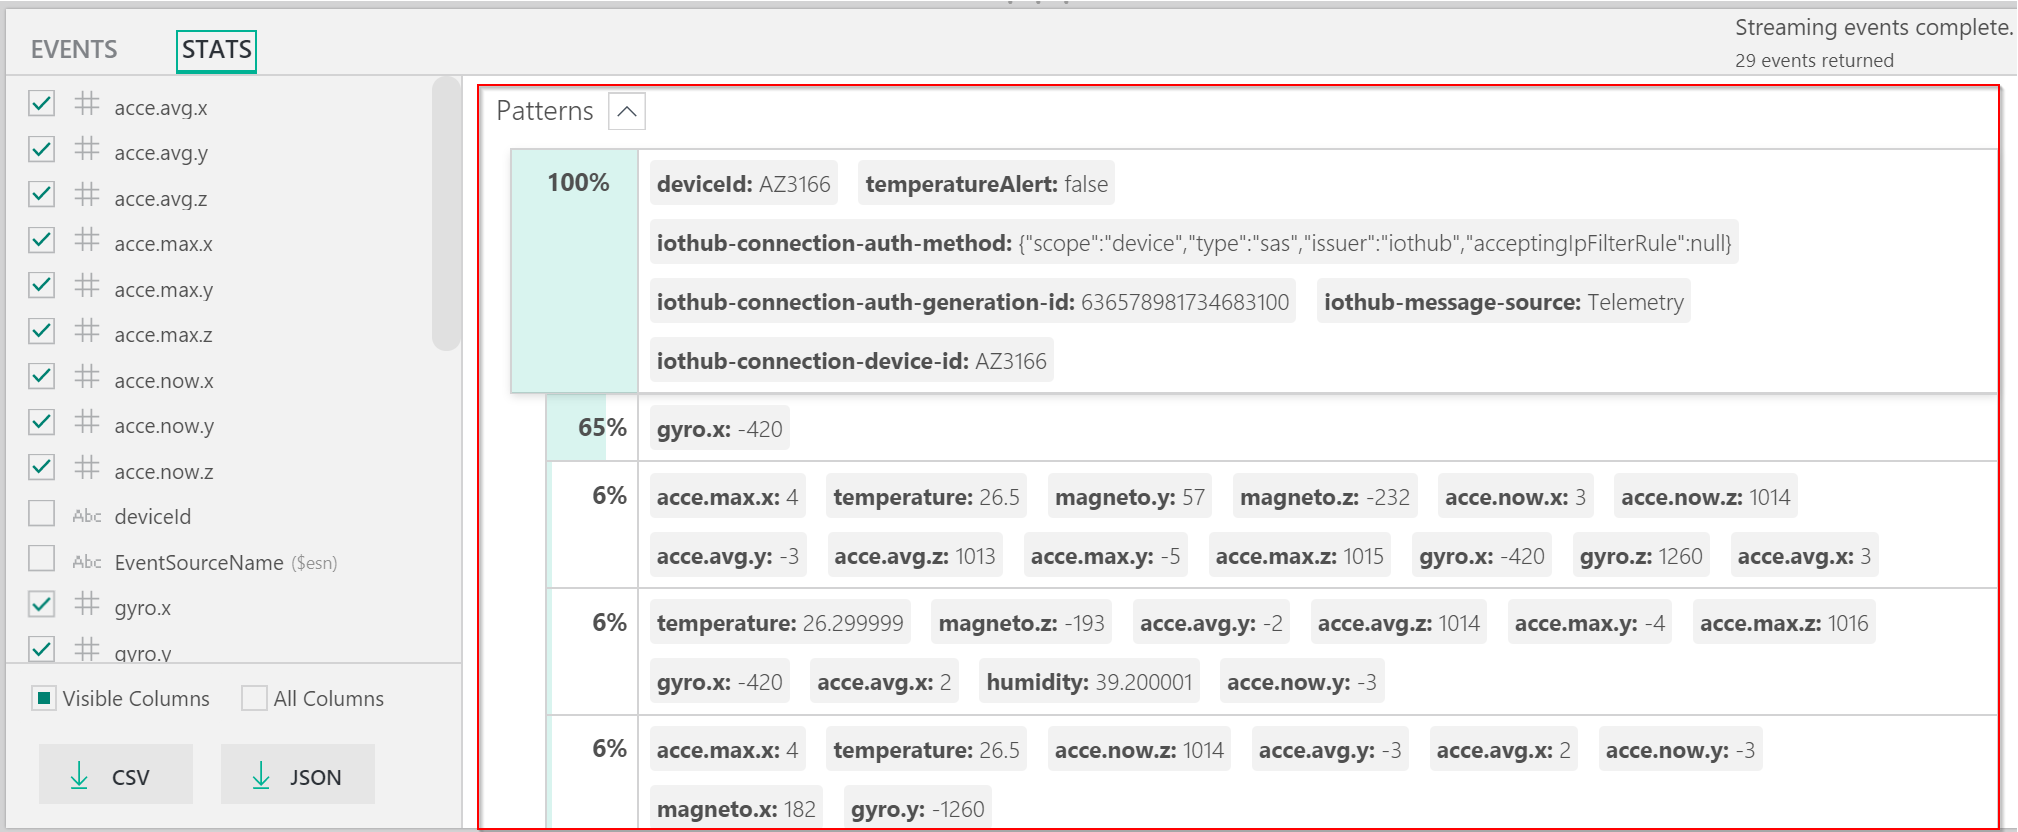 EVENTS STATS
Streaming events complete.
29 events returned
acce.avg.x
acce.avg.y
acce.avg.z
acce.max.x
acce.max.y
acce.max.z
acce.now.x
acce.now.y
acce.now.z
Abc deviceId
Abc EventSourceName ($esn)
gyro.x
gyro.y
Visible Columns All Columns
CSV JSON
Patterns
100% deviceId: AZ3166 temperatureAlert: false
iothub-connection-auth-method: {"scope":"device","type":"sas","issuer":"iothub","acceptingIpFilterRule":null}
iothub-connection-auth-generation-id: 636578981734683100 iothub-message-source: Telemetry
iothub-connection-device-id: AZ3166
65% gyro.x: -420
6% acce.max.x: 4 temperature: 26.5 magneto.y: 57 magneto.z: -232 acce.now.x: 3 acce.now.z: 1014
acce.avg.y: -3 acce.avg.z: 1013 acce.max.y: -5 acce.max.z: 1015 gyro.x: -420 gyro.z: 1260 acce.avg.x: 3
6% temperature: 26.299999 magneto.z: -193 acce.avg.y: -2 acce.avg.z: 1014 acce.max.y: -4 acce.max.z: 1016
gyro.x: -420 acce.avg.x: 2 humidity: 39.200001 acce.now.y: -3
6% acce.max.x: 4 temperature: 26.5 acce.now.z: 1014 acce.avg.y: -3 acce.avg.x: 2 acce.now.y: -3
magneto.x: 182 gyro.y: -1260